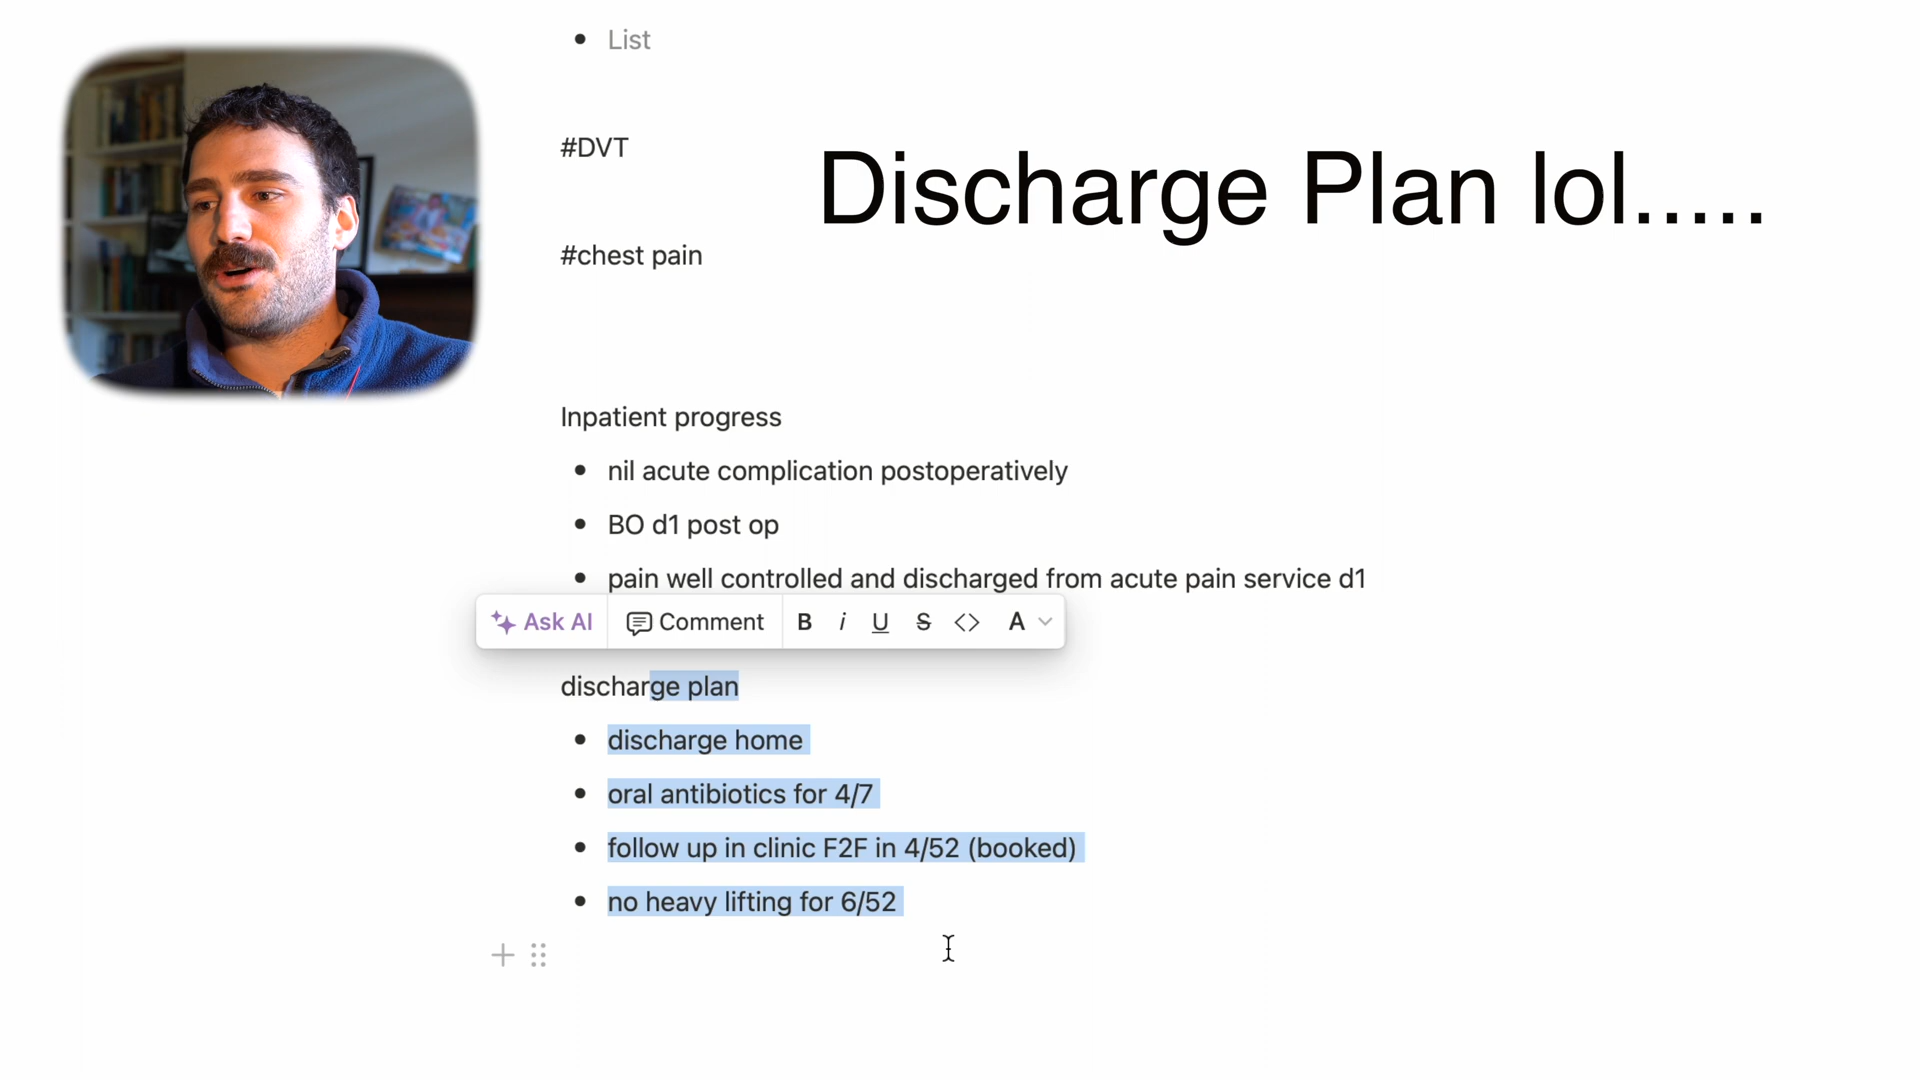 List
#DVT
Discharge Plan lol.....
#chest pain
Inpatient progress
nil acute complication postoperatively
BO d1 post op
pain well controlled and discharged from acute pain service d1
Ask AI Comment B i U S <> A
discharge plan
discharge home
oral antibiotics for 4/7
follow up in clinic F2F in 4/52 (booked)
no heavy lifting for 6/52